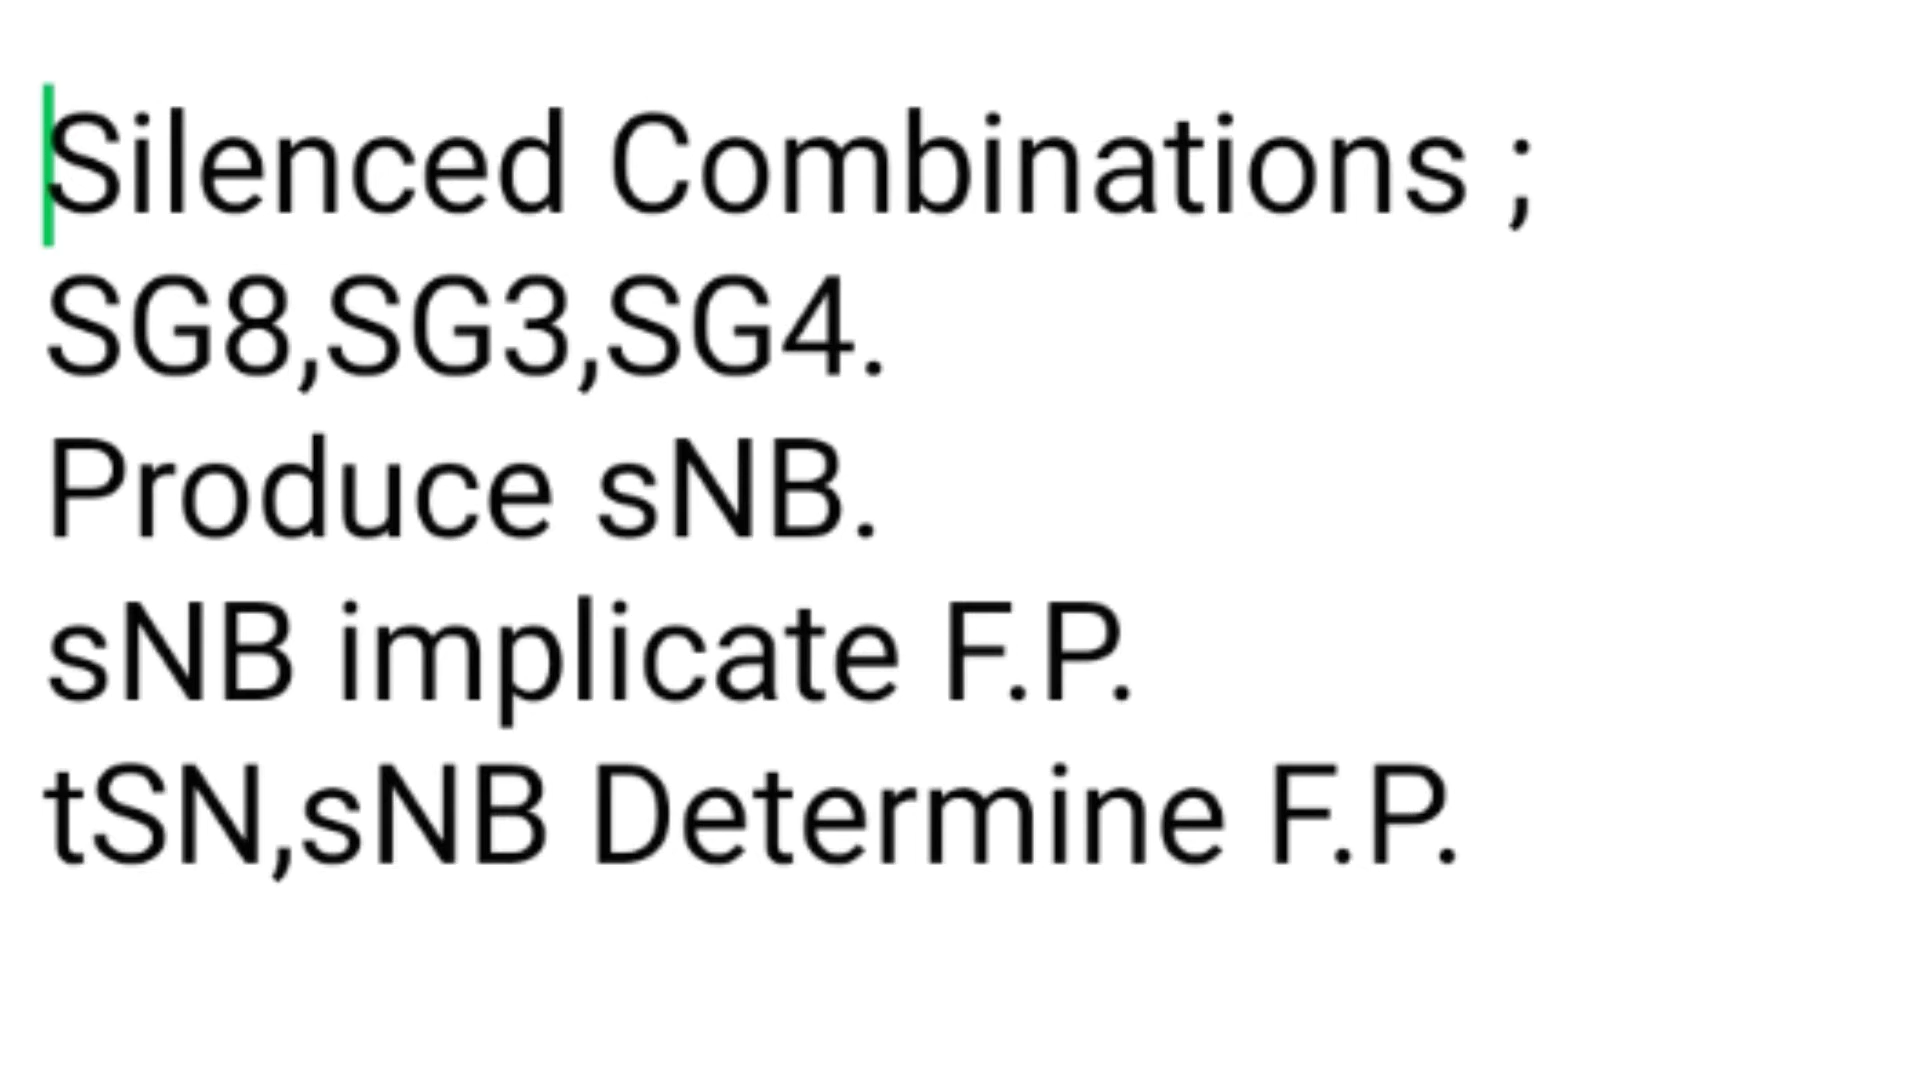 Silenced Combinations ;
SG8,SG3,SG4.
Produce sNB.
sNB implicate F.P.
tSN,sNB Determine F.P.